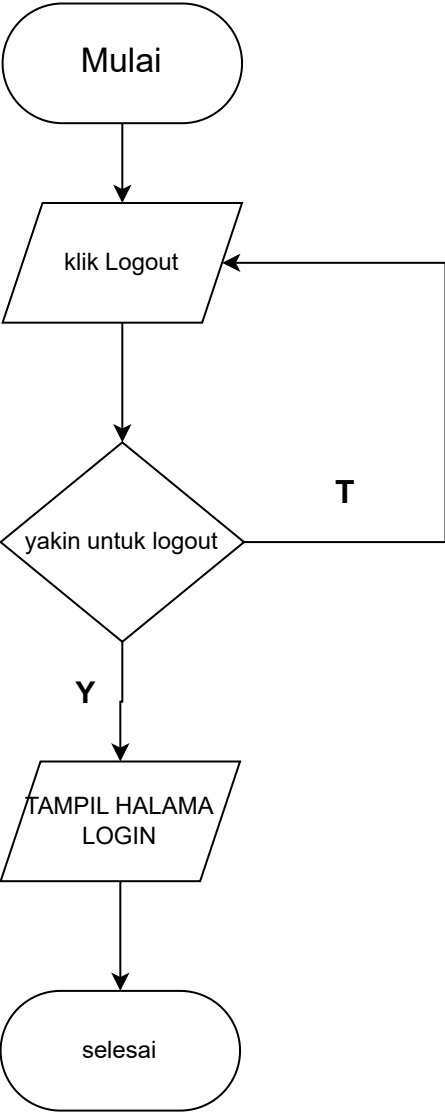 Mulai
klik Logout
T
yakin untuk logout
Y
TAMPIL HALAMA
LOGIN
selesai